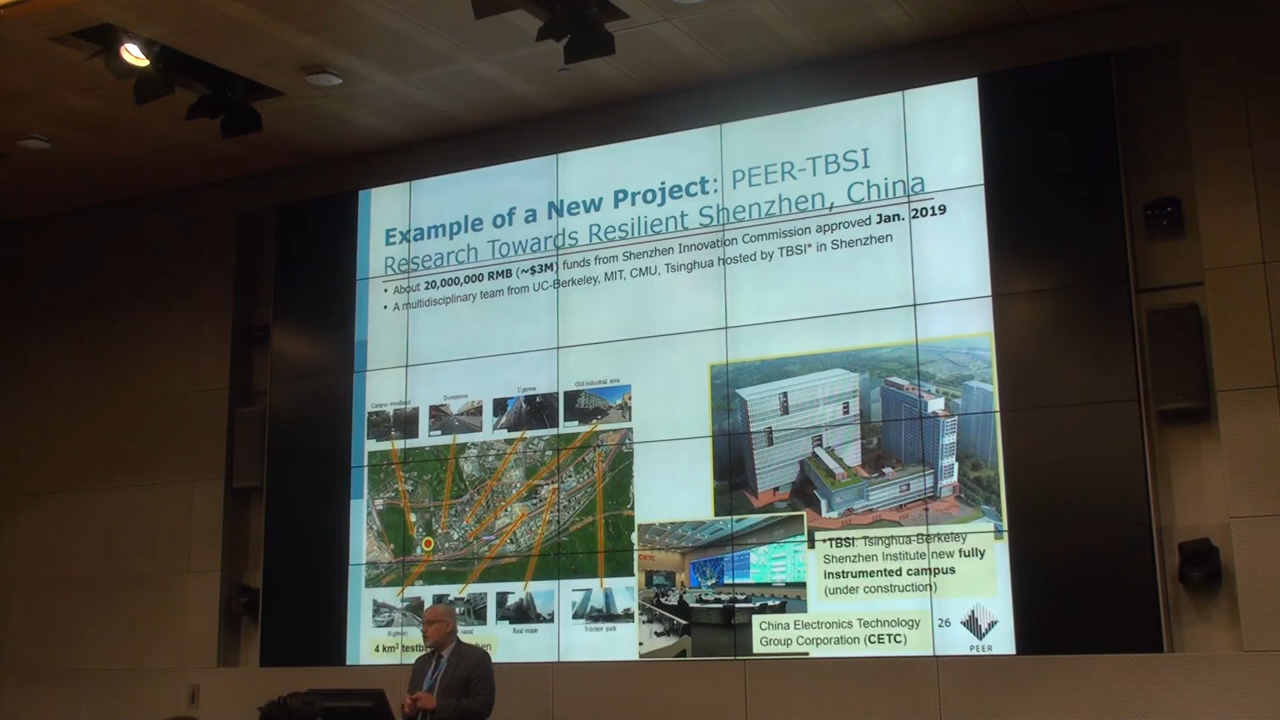 Example of a New Project: PEER-TBSI
Research Towards Resilient Shenzhen, China
• About 20,000,000 RMB (~$3M) funds from Shenzhen Innovation Commission approved Jan. 2019
• A multidisciplinary team from UC-Berkeley, MIT, CMU, Tsinghua hosted by TBSI* in Shenzhen
Campus woodland
Downtown
Uptown
Old industrial area
Highway
Real estate
Science park
4 km² 
CETC
*TBSI: Tsinghua-Berkeley
Shenzhen Institute new fully
instrumented campus
(under construction)
China Electronics Technology
Group Corporation (CETC)
26
PEER